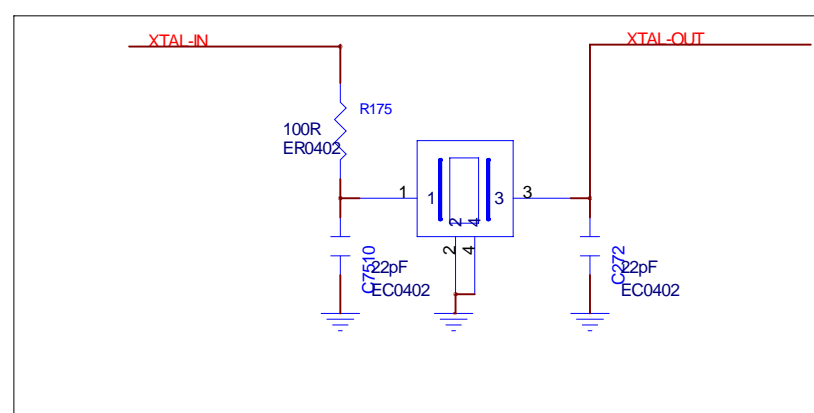 XTAL-IN
XTAL-OUT
R175
100R
ER0402
1
1
3
3
2
4
2
4
C7510
22pF
EC0402
C272
22pF
EC0402